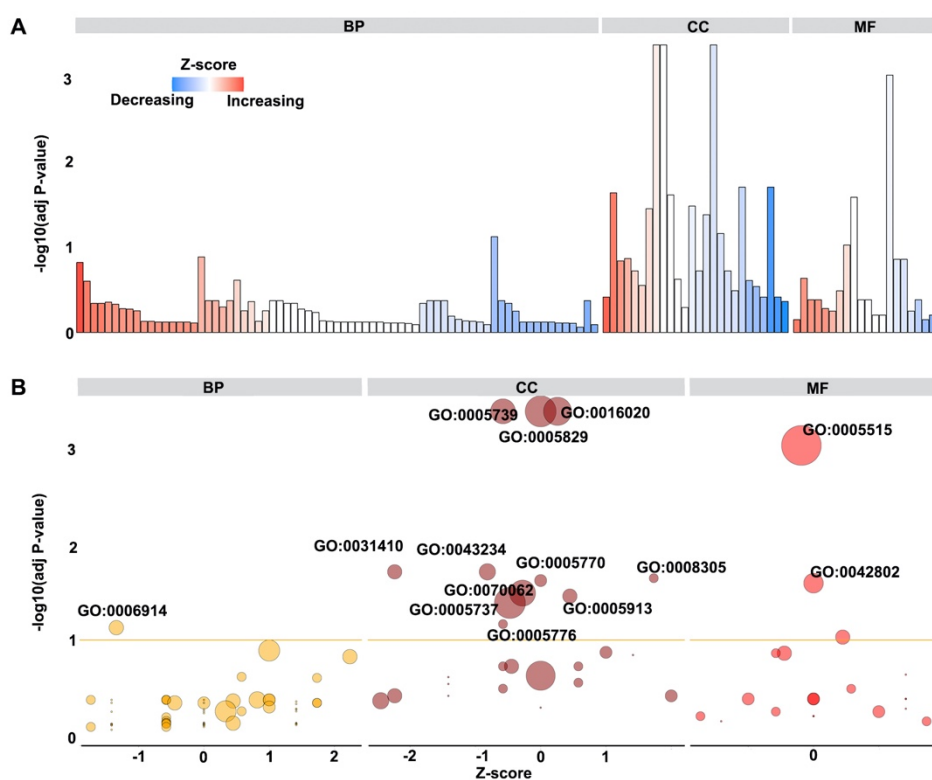 A
BP
CC
MF
Z-score
Decreasing
Increasing
-log10(adj P-value)
3
2
1
0
B
BP
CC
MF
-log10(adj P-value)
3
2
1
0
GO:0005739
GO:0016020
GO:0005829
GO:0005515
GO:0031410
GO:0043234
GO:0005770
GO:0008305
GO:0042802
GO:0070062
GO:0005737
GO:0005913
GO:0006914
GO:0005776
-1 0 1 2
-2 -1 0 1
0
Z-score